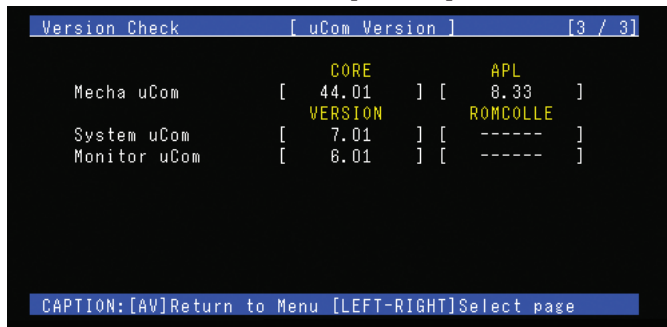 Version Check [ uCom Version ] [3 / 3]
CORE APL
Mecha uCom [ 44.01 ] [ 8.33 ]
VERSION ROMCOLLE
System uCom [ 7.01 ] [ ------ ]
Monitor uCom [ 6.01 ] [ ------ ]
CAPTION:[AV]Return to Menu [LEFT-RIGHT]Select page